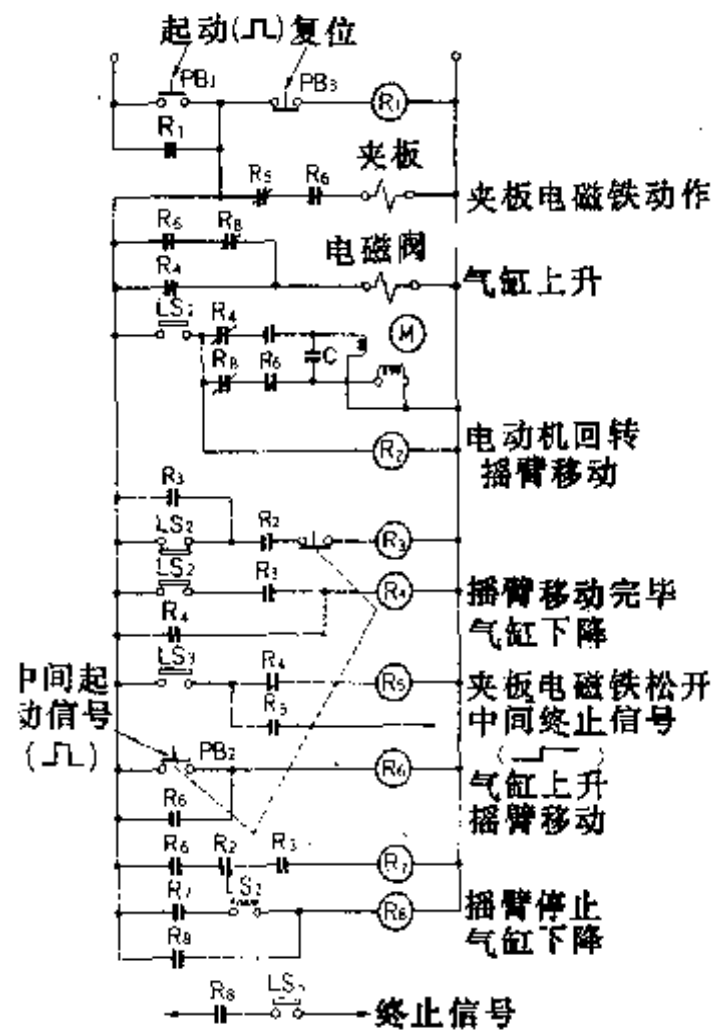 起动(⎍)复位
PB₁
PB₃
R₁
R₁
夹板
R₅
R₆
夹板电磁铁动作
R₆
R₈
电磁阀
R₄
气缸上升
LS₁
R₄
M
C
R₈
R₆
R₂
电动机回转
摇臂移动
R₃
LS₂
R₂
R₃
LS₂
R₃
R₄
摇臂移动完毕
R₄
气缸下降
LS₃
R₄
R₅
夹板电磁铁松开
中间起
动信号
(⎍)
R₅
中间终止信号
PB₂
R₆
气缸上升
摇臂移动
R₆
R₆
R₂
R₃
R₇
R₇
LS₂
R₈
摇臂停止
气缸下降
R₈
R₈
终止信号